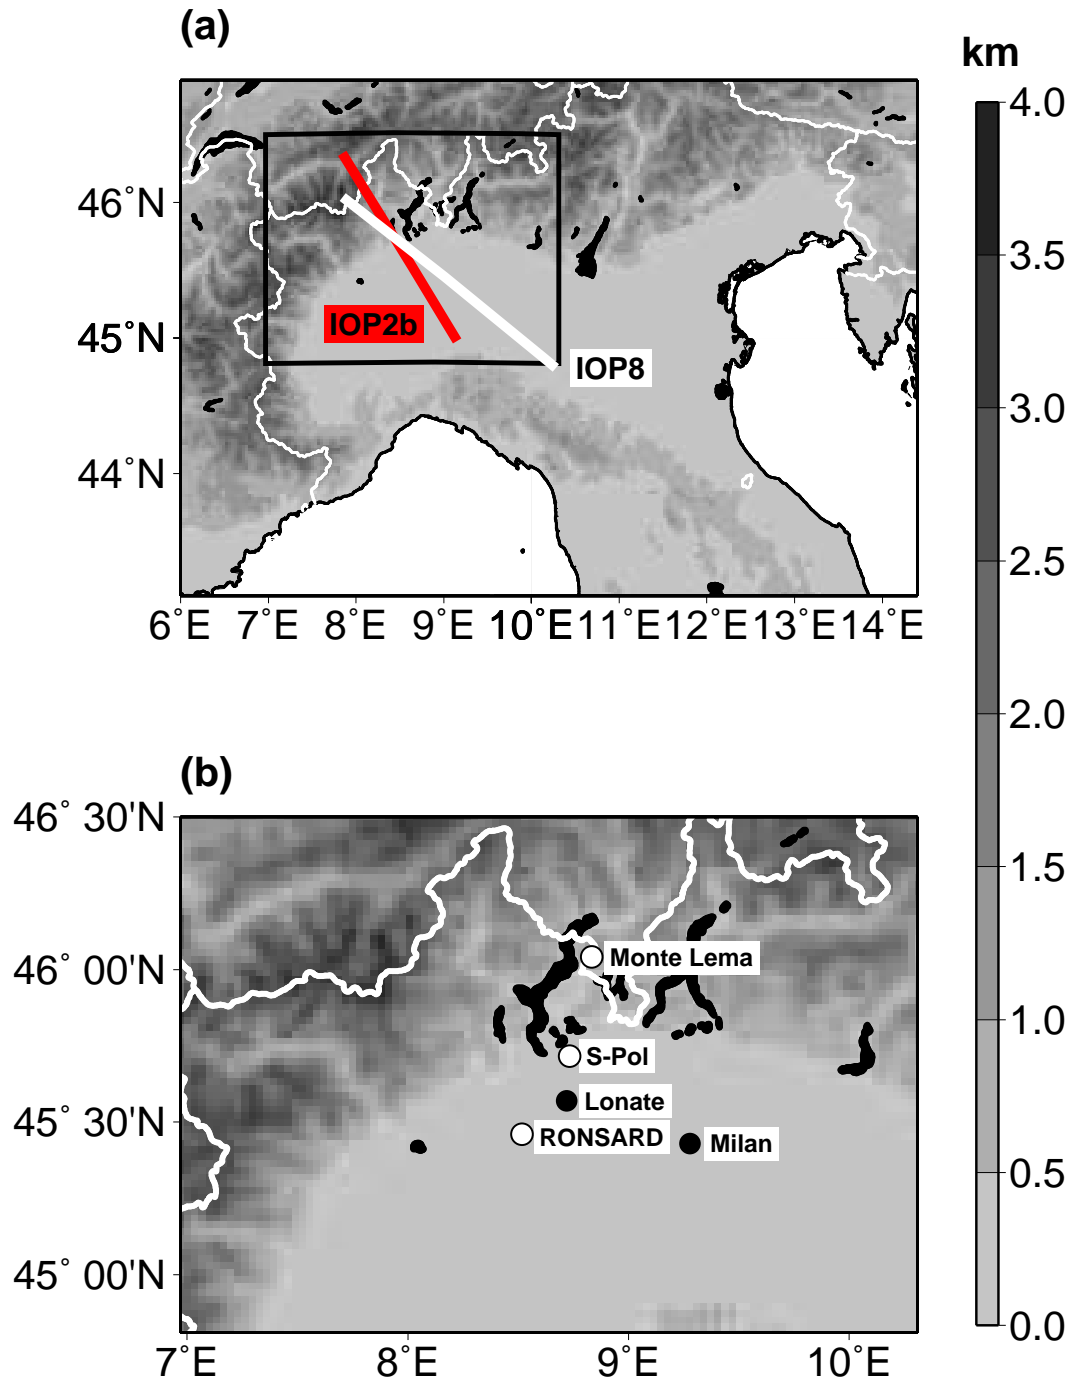 (a)
km
46°N
45°N
44°N
IOP2b
IOP8
6°E 7°E 8°E 9°E 10°E 11°E 12°E 13°E 14°E
4.0
3.5
3.0
2.5
2.0
1.5
1.0
0.5
0.0
(b)
46° 30'N
46° 00'N
45° 30'N
45° 00'N
Monte Lema
S-Pol
Lonate
RONSARD
Milan
7°E 8°E 9°E 10°E